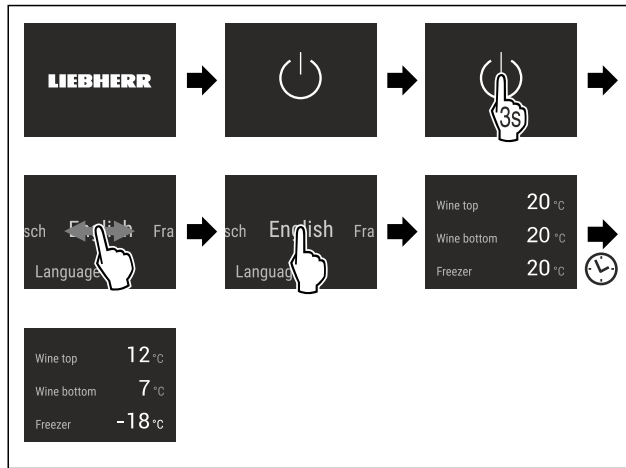 LIEBHERR
3s
sch English Fra
Language
sch English Fra
Languag
Wine top 20 °C
Wine bottom 20 °C
Freezer 20 °C
Wine top 12 °C
Wine bottom 7 °C
Freezer -18 °C